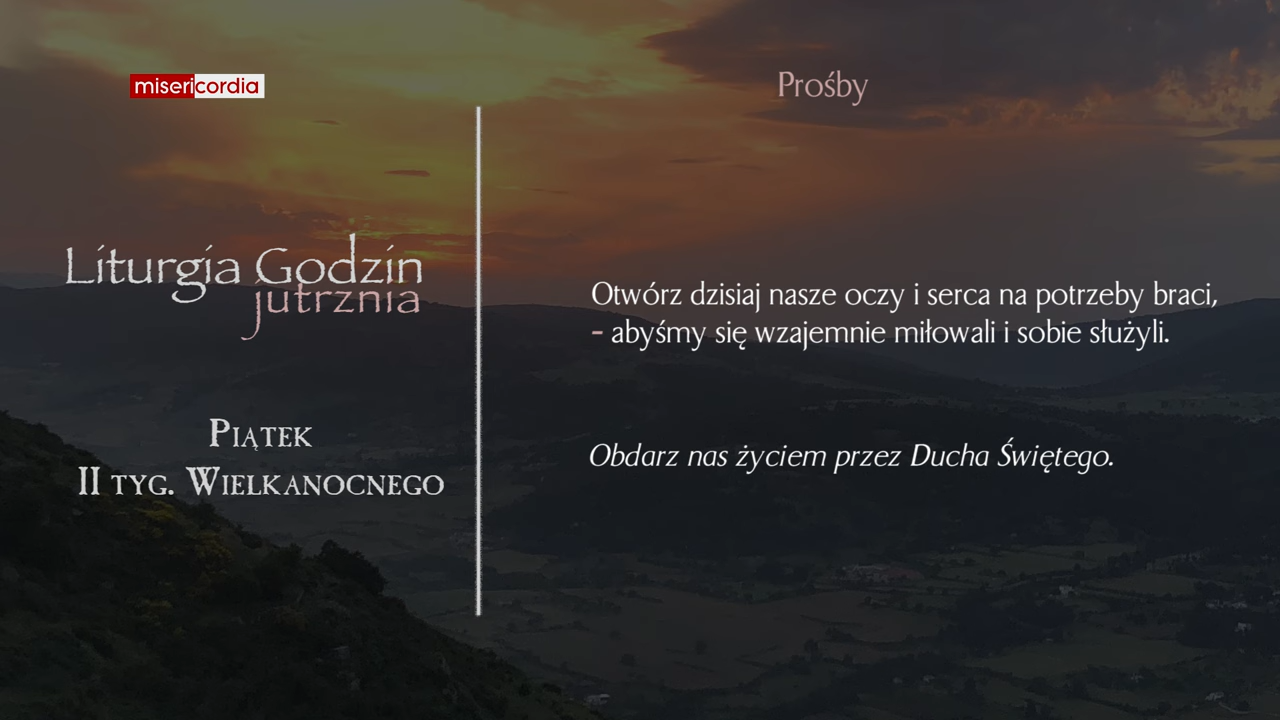 misericordia
Liturgia Godzin
jutrznia
Piątek
II tyg. Wielkanocnego
Prośby
Otwórz dzisiaj nasze oczy i serca na potrzeby braci,
– abyśmy się wzajemnie miłowali i sobie służyli.
Obdarz nas życiem przez Ducha Świętego.